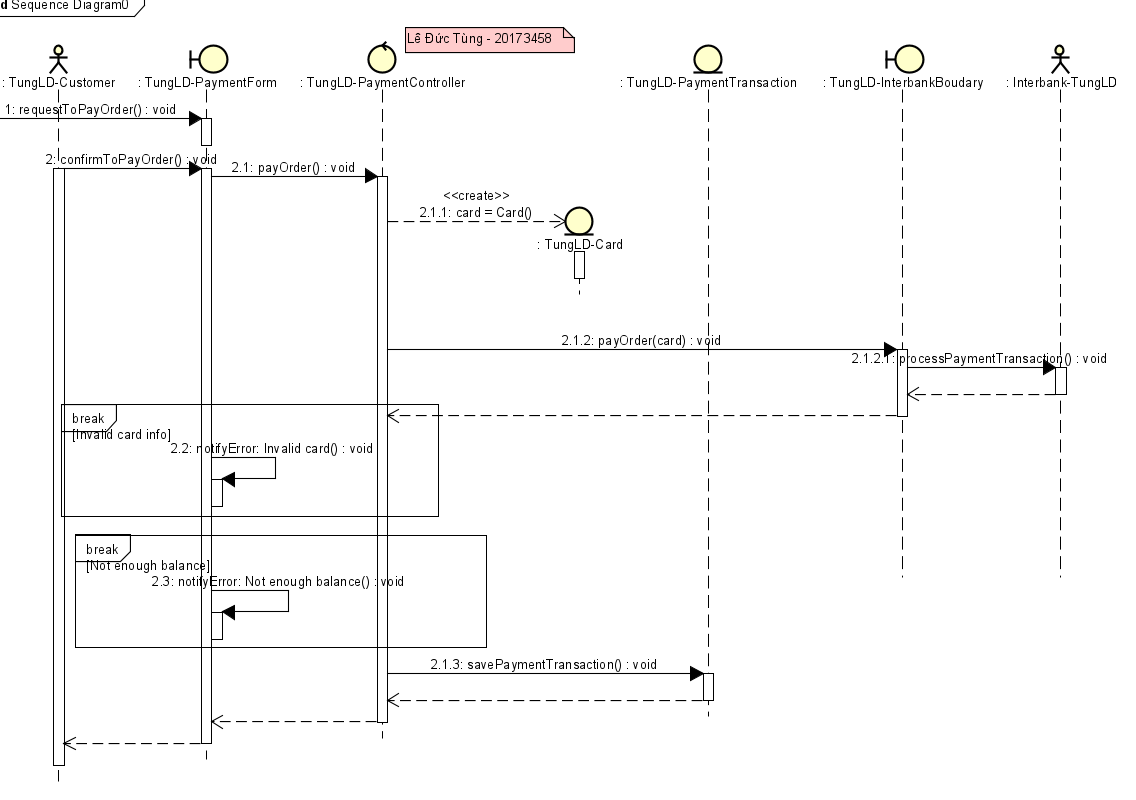 d Sequence Diagram0
Lê Đức Tùng - 20173458
: TungLD-Customer
: TungLD-PaymentForm
: TungLD-PaymentController
: TungLD-PaymentTransaction
: TungLD-InterbankBoudary
: Interbank-TungLD
1: requestToPayOrder() : void
2: confirmToPayOrder() : void
2.1: payOrder() : void
<<create>>
2.1.1: card = Card()
: TungLD-Card
2.1.2: payOrder(card) : void
2.1.2.1: processPaymentTransaction() : void
break
[Invalid card info]
2.2: notifyError: Invalid card() : void
break
[Not enough balance]
2.3: notifyError: Not enough balance() : void
2.1.3: savePaymentTransaction() : void